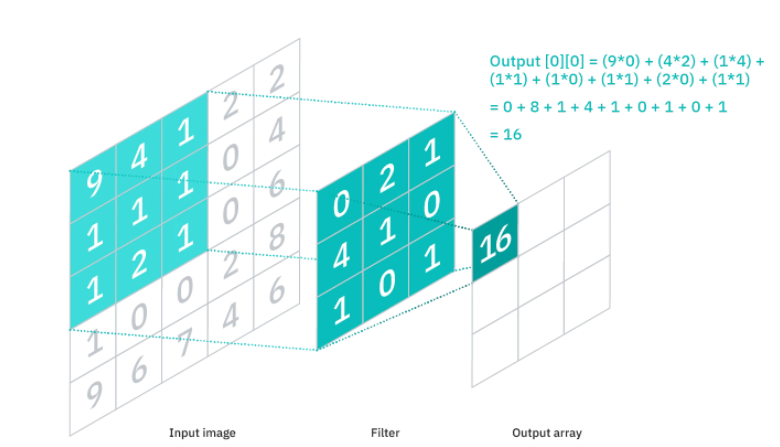 Output [0][0] = (9*0) + (4*2) + (1*4) +
(1*1) + (1*0) + (1*1) + (2*0) + (1*1)
= 0 + 8 + 1 + 4 + 1 + 0 + 1 + 0 + 1
= 16
9 4 1 2 2
1 1 1 0 4
1 2 1 0 6
1 0 0 2 8
9 6 7 4 6
0 2 1
4 1 0
1 0 1
16
Input image
Filter
Output array